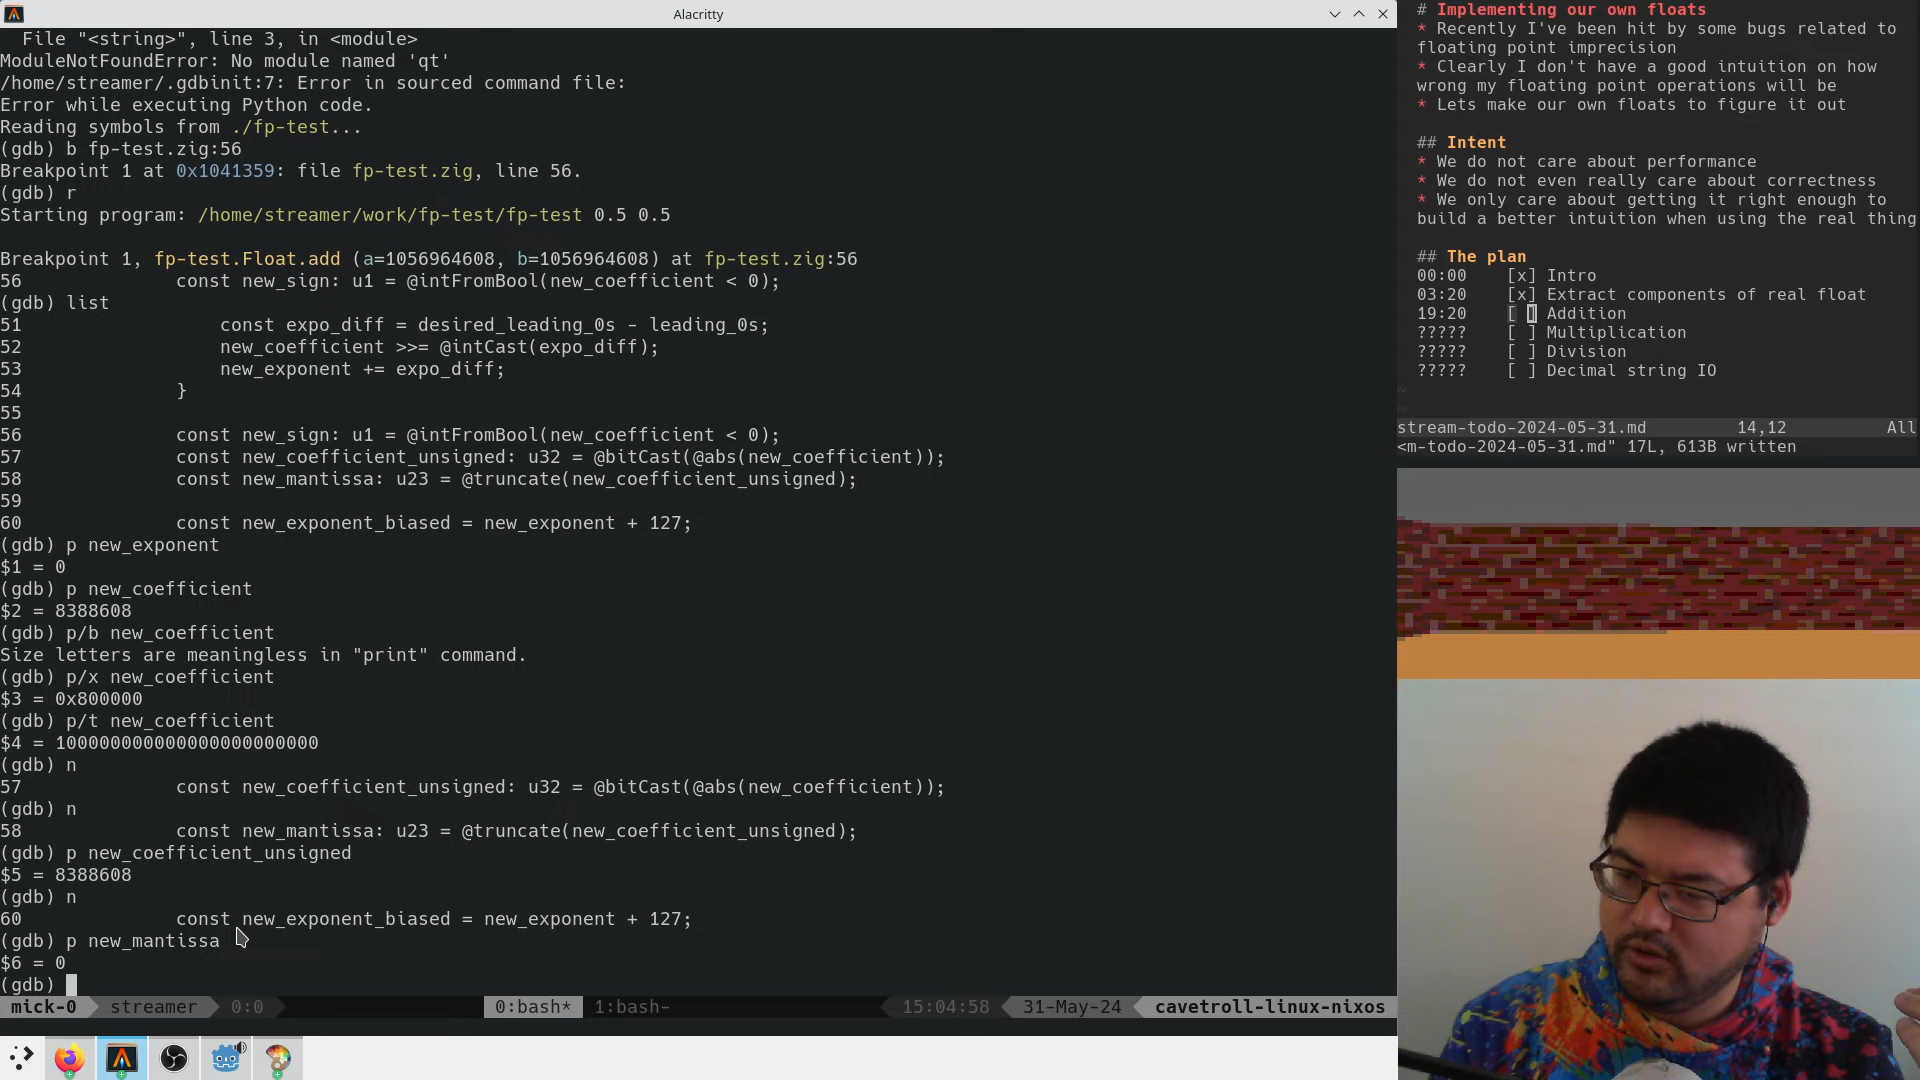 Alacritty
  File "<string>", line 3, in <module>
ModuleNotFoundError: No module named 'qt'
/home/streamer/.gdbinit:7: Error in sourced command file:
Error while executing Python code.
Reading symbols from ./fp-test...
(gdb) b fp-test.zig:56
Breakpoint 1 at 0x1041359: file fp-test.zig, line 56.
(gdb) r
Starting program: /home/streamer/work/fp-test/fp-test 0.5 0.5

Breakpoint 1, fp-test.Float.add (a=1056964608, b=1056964608) at fp-test.zig:56
56              const new_sign: u1 = @intFromBool(new_coefficient < 0);
(gdb) list
51                  const expo_diff = desired_leading_0s - leading_0s;
52                  new_coefficient >>= @intCast(expo_diff);
53                  new_exponent += expo_diff;
54              }
55
56              const new_sign: u1 = @intFromBool(new_coefficient < 0);
57              const new_coefficient_unsigned: u32 = @bitCast(@abs(new_coefficient));
58              const new_mantissa: u23 = @truncate(new_coefficient_unsigned);
59
60              const new_exponent_biased = new_exponent + 127;
(gdb) p new_exponent
$1 = 0
(gdb) p new_coefficient
$2 = 8388608
(gdb) p/b new_coefficient
Size letters are meaningless in "print" command.
(gdb) p/x new_coefficient
$3 = 0x800000
(gdb) p/t new_coefficient
$4 = 100000000000000000000000
(gdb) n
57              const new_coefficient_unsigned: u32 = @bitCast(@abs(new_coefficient));
(gdb) n
58              const new_mantissa: u23 = @truncate(new_coefficient_unsigned);
(gdb) p new_coefficient_unsigned
$5 = 8388608
(gdb) n
60              const new_exponent_biased = new_exponent + 127;
(gdb) p new_mantissa
$6 = 0
(gdb)
mick-0 streamer 0:0 0:bash* 1:bash- 15:04:58 31-May-24 cavetroll-linux-nixos
# Implementing our own floats
* Recently I've been hit by some bugs related to
floating point imprecision
* Clearly I don't have a good intuition on how
wrong my floating point operations will be
* Lets make our own floats to figure it out

## Intent
* We do not care about performance
* We do not even really care about correctness
* We only care about getting it right enough to
build a better intuition when using the real thing

## The plan
00:00    [x] Intro
03:20    [x] Extract components of real float
19:20    [ ] Addition
?????    [ ] Multiplication
?????    [ ] Division
?????    [ ] Decimal string IO
~
~
stream-todo-2024-05-31.md 14,12 All
<m-todo-2024-05-31.md" 17L, 613B written